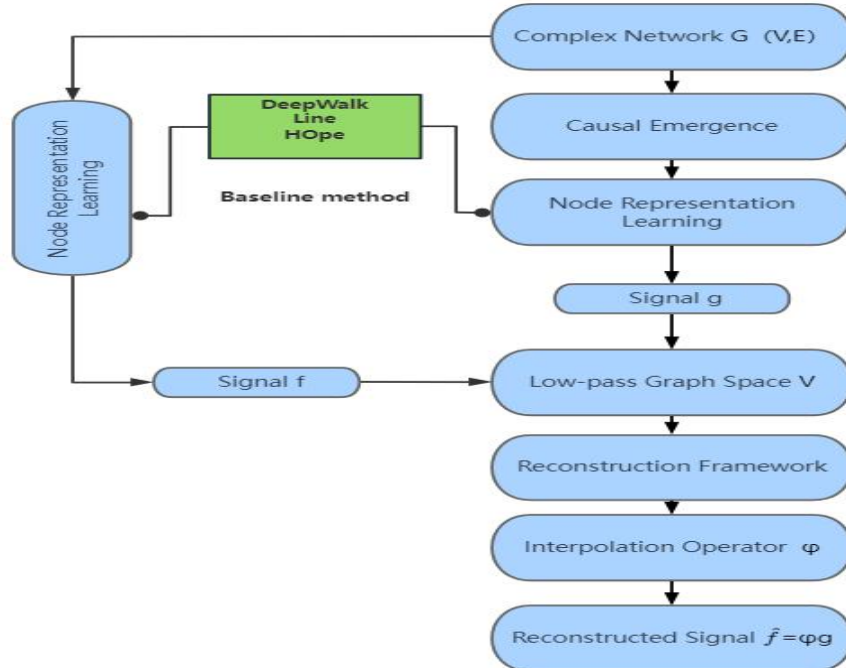 Complex Network G (V,E)
DeepWalk
Line
HOpe
Causal Emergence
Node Representation
Learning
Baseline method
Node Representation
Learning
Signal g
Signal f
Low-pass Graph Space V
Reconstruction Framework
Interpolation Operator φ
Reconstructed Signal f̂=φg